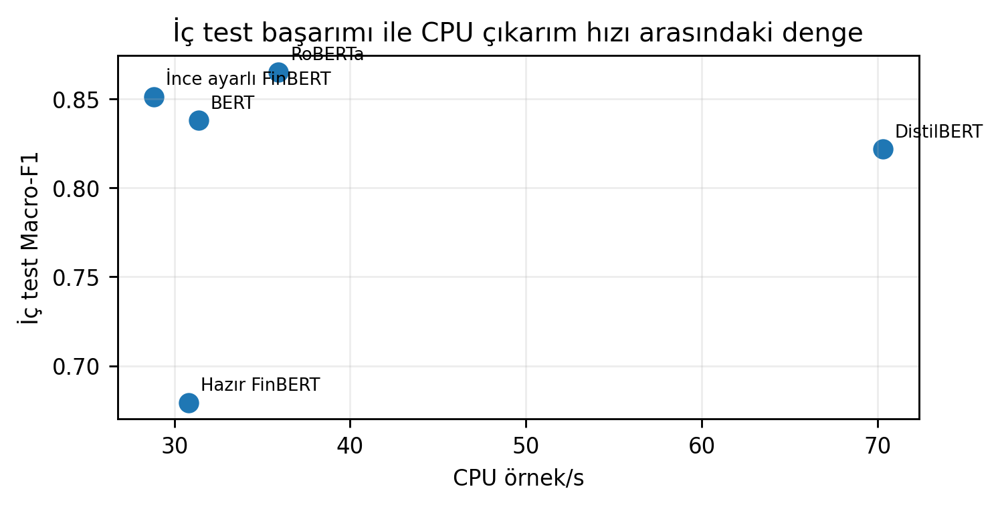 İç test başarımı ile CPU çıkarım hızı arasındaki denge
RoBERTa
İnce ayarlı FinBERT
BERT
DistilBERT
Hazır FinBERT
0.85
0.80
0.75
0.70
İç test Macro-F1
30 40 50 60 70
CPU örnek/s